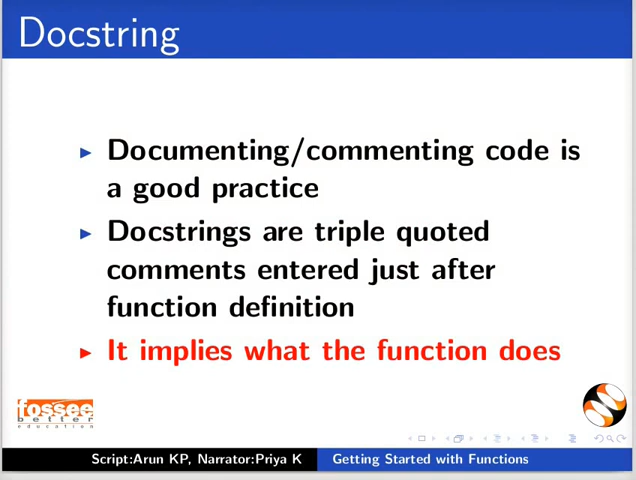 Docstring
Documenting/commenting code is
a good practice
Docstrings are triple quoted
comments entered just after
function definition
It implies what the function does
fossee
better
education
Script:Arun KP, Narrator:Priya K
Getting Started with Functions